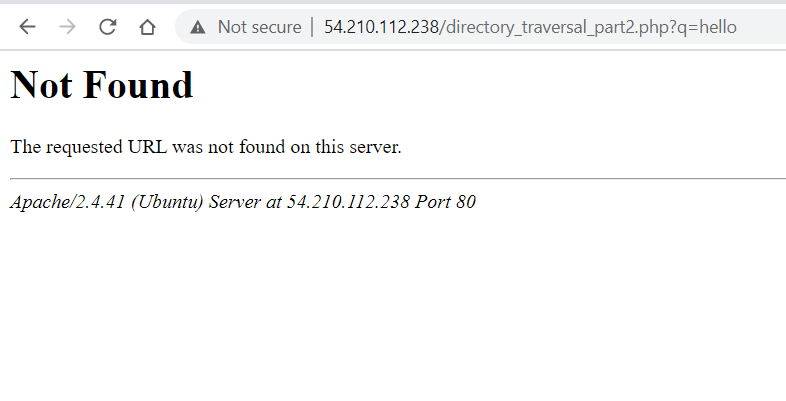 Not secure | 54.210.112.238/directory_traversal_part2.php?q=hello
Not Found
The requested URL was not found on this server.
Apache/2.4.41 (Ubuntu) Server at 54.210.112.238 Port 80